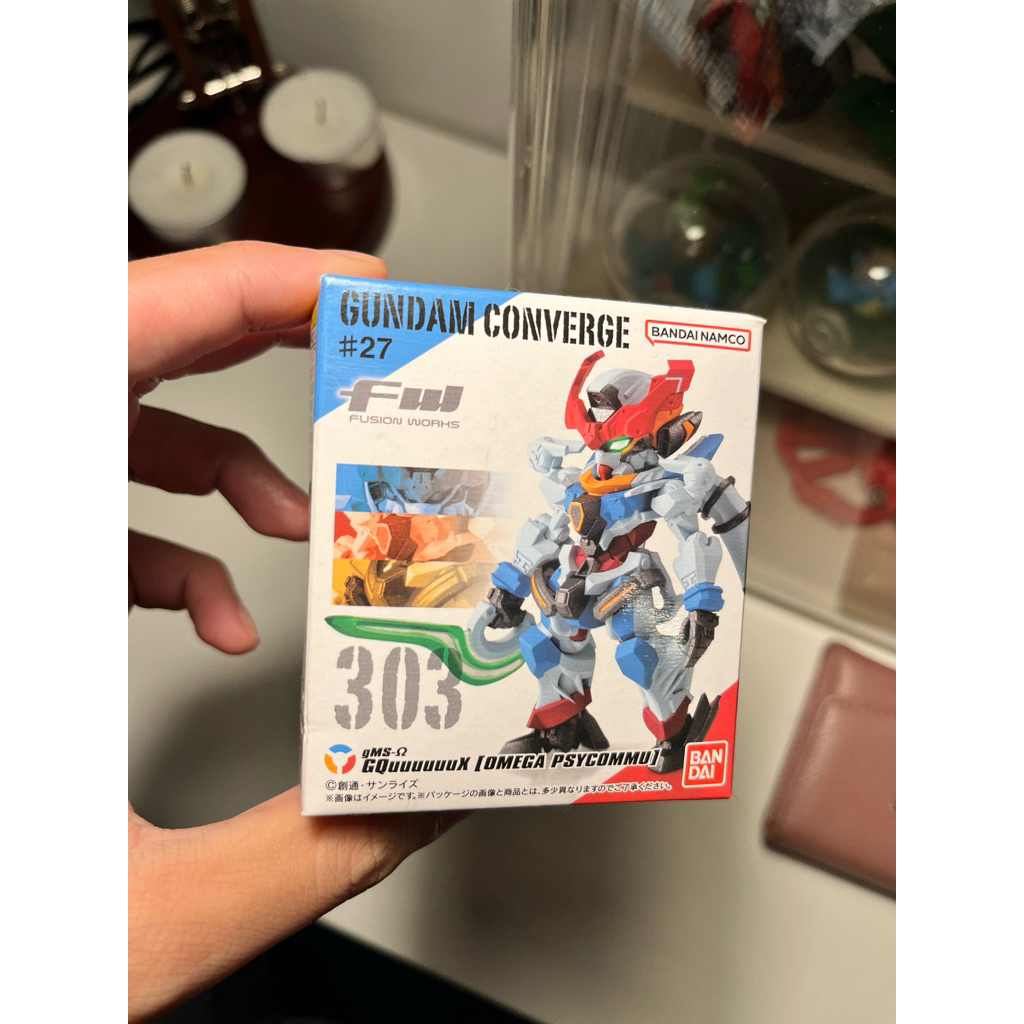 GUNDAM CONVERGE
#27
BANDAI NAMCO
FW
FUSION WORKS
303
gMS-Ω
GQuuuuuuX [OMEGA PSYCOMMU]
BAN
DAI
©創通・サンライズ
※画像はイメージです。※パッケージの画像と商品とは、多少異なりますのでご了承ください。